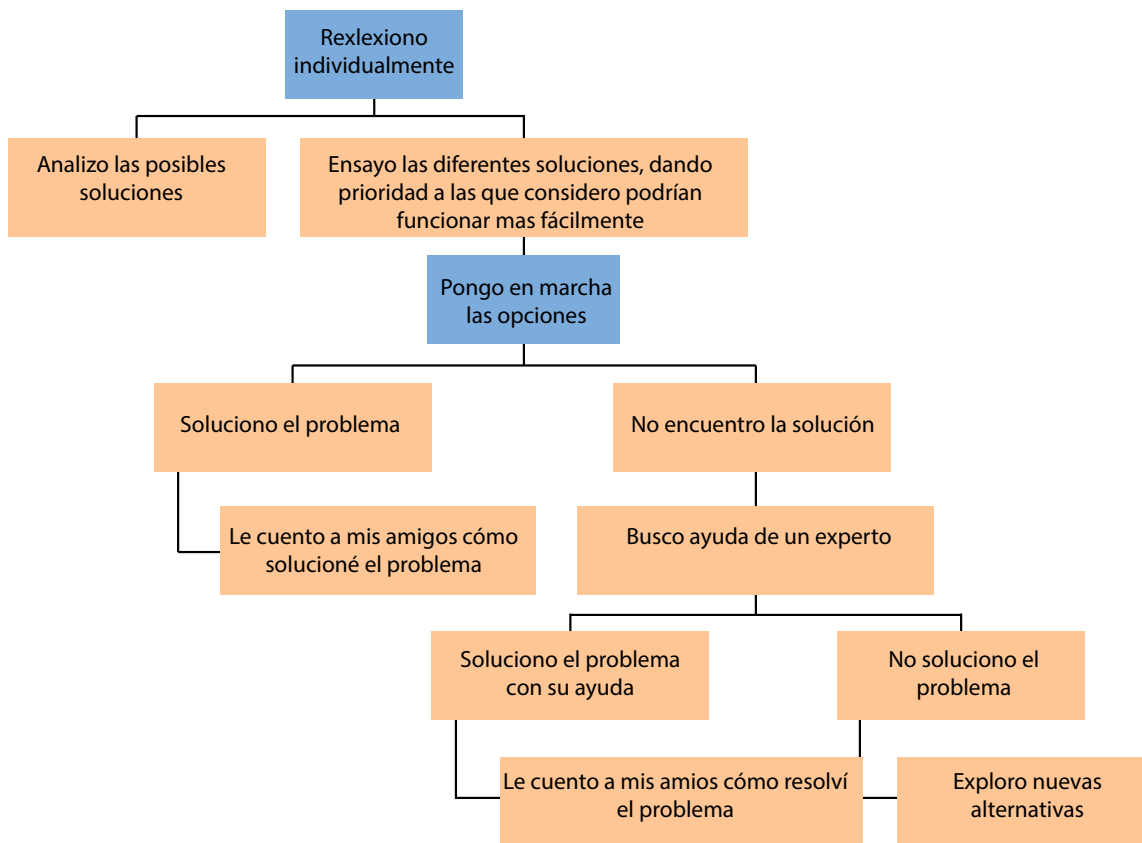 Rexlexiono
individualmente
Analizo las posibles
soluciones
Ensayo las diferentes soluciones, dando
prioridad a las que considero podrían
funcionar mas fácilmente
Pongo en marcha
las opciones
Soluciono el problema
No encuentro la solución
Le cuento a mis amigos cómo
solucioné el problema
Busco ayuda de un experto
Soluciono el problema
con su ayuda
No soluciono el
problema
Le cuento a mis amios cómo resolví
el problema
Exploro nuevas
alternativas